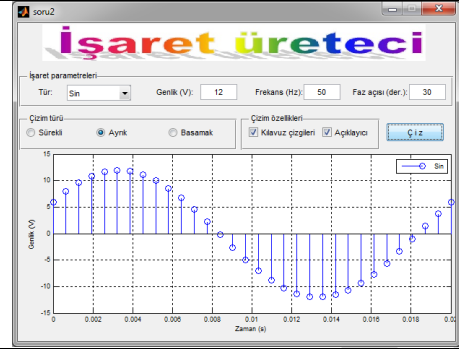 soru2
İşaret üreteci
İşaret parametreleri
Tür: Sin Genlik (V): 12 Frekans (Hz): 50 Faz açısı (der.): 30
Çizim türü
Sürekli Ayrık Basamak
Çizim özellikleri
Kılavuz çizgileri Açıklayıcı
Ç i z
Sin
15
10
5
0
-5
-10
-15
Genlik (V)
0 0.002 0.004 0.006 0.008 0.01 0.012 0.014 0.016 0.018 0.02
Zaman (s)